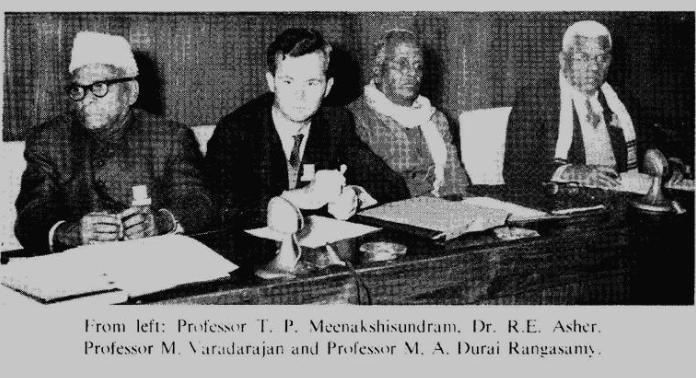 From left: Professor T. P. Meenakshisundram, Dr. R.E. Asher,
Professor M. Varadarajan and Professor M. A. Durai Rangasamy.